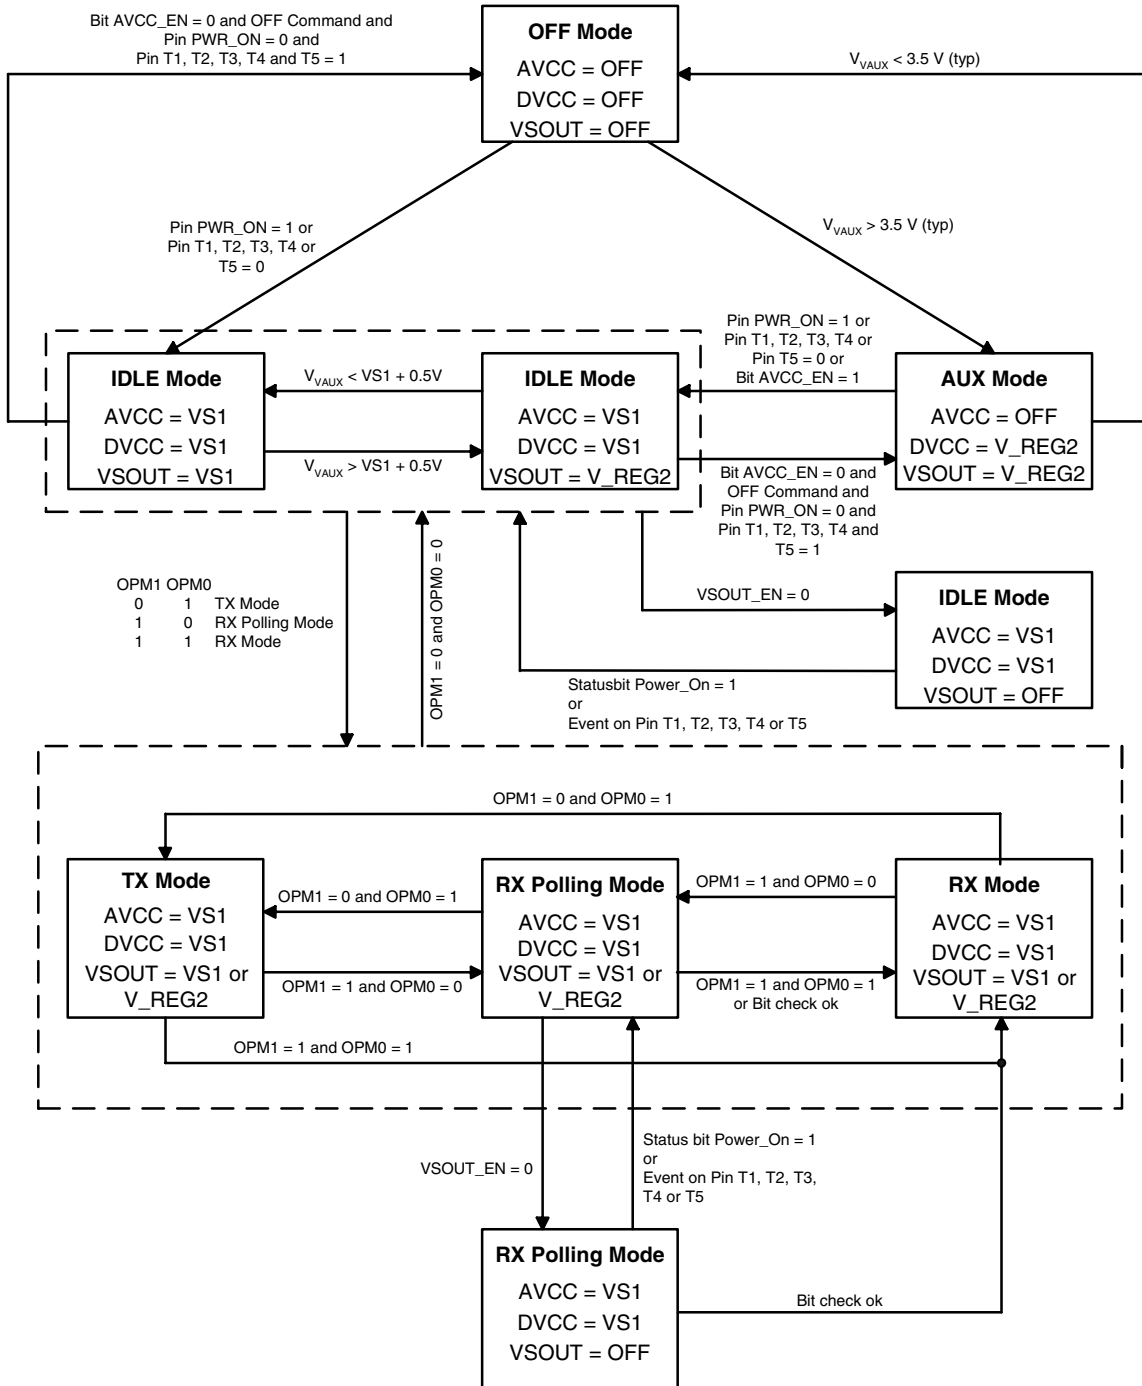 Bit AVCC_EN = 0 and OFF Command and
Pin PWR_ON = 0 and
Pin T1, T2, T3, T4 and T5 = 1
OFF Mode
AVCC = OFF
DVCC = OFF
VSOUT = OFF
VVAUX < 3.5 V (typ)
Pin PWR_ON = 1 or
Pin T1, T2, T3, T4 or
T5 = 0
VVAUX > 3.5 V (typ)
IDLE Mode
AVCC = VS1
DVCC = VS1
VSOUT = VS1
VVAUX < VS1 + 0.5V
VVAUX > VS1 + 0.5V
IDLE Mode
AVCC = VS1
DVCC = VS1
VSOUT = V_REG2
Pin PWR_ON = 1 or
Pin T1, T2, T3, T4 or
Pin T5 = 0 or
Bit AVCC_EN = 1
Bit AVCC_EN = 0 and
OFF Command and
Pin PWR_ON = 0 and
Pin T1, T2, T3, T4 and
T5 = 1
AUX Mode
AVCC = OFF
DVCC = V_REG2
VSOUT = V_REG2
OPM1 OPM0
0 1 TX Mode
1 0 RX Polling Mode
1 1 RX Mode
OPM1 = 0 and OPM0 = 0
VSOUT_EN = 0
Statusbit Power_On = 1
or
Event on Pin T1, T2, T3, T4 or T5
IDLE Mode
AVCC = VS1
DVCC = VS1
VSOUT = OFF
OPM1 = 0 and OPM0 = 1
TX Mode
AVCC = VS1
DVCC = VS1
VSOUT = VS1 or
V_REG2
OPM1 = 0 and OPM0 = 1
OPM1 = 1 and OPM0 = 0
RX Polling Mode
AVCC = VS1
DVCC = VS1
VSOUT = VS1 or
V_REG2
OPM1 = 1 and OPM0 = 0
OPM1 = 1 and OPM0 = 1
or Bit check ok
RX Mode
AVCC = VS1
DVCC = VS1
VSOUT = VS1 or
V_REG2
OPM1 = 1 and OPM0 = 1
VSOUT_EN = 0
Status bit Power_On = 1
or
Event on Pin T1, T2, T3,
T4 or T5
RX Polling Mode
AVCC = VS1
DVCC = VS1
VSOUT = OFF
Bit check ok